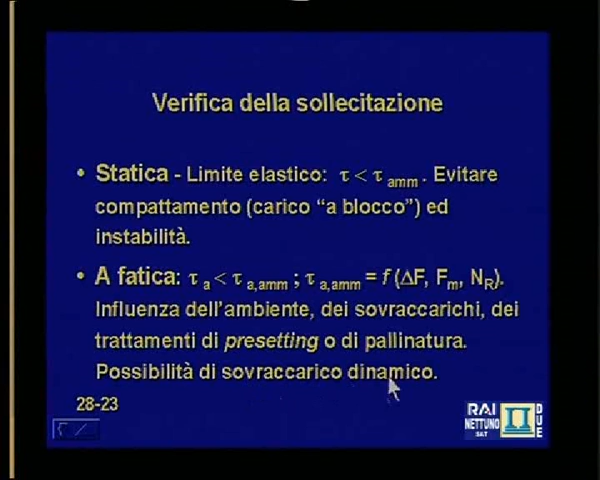 Verifica della sollecitazione
• Statica - Limite elastico: τ < τ amm . Evitare
compattamento (carico “a blocco”) ed
instabilità.
• A fatica: τ a < τ a,amm ; τ a,amm = f (ΔF, Fm, NR).
Influenza dell'ambiente, dei sovraccarichi, dei
trattamenti di presetting o di pallinatura.
Possibilità di sovraccarico dinamico.
28-23
RAI
NETTUNO
SAT
DUE